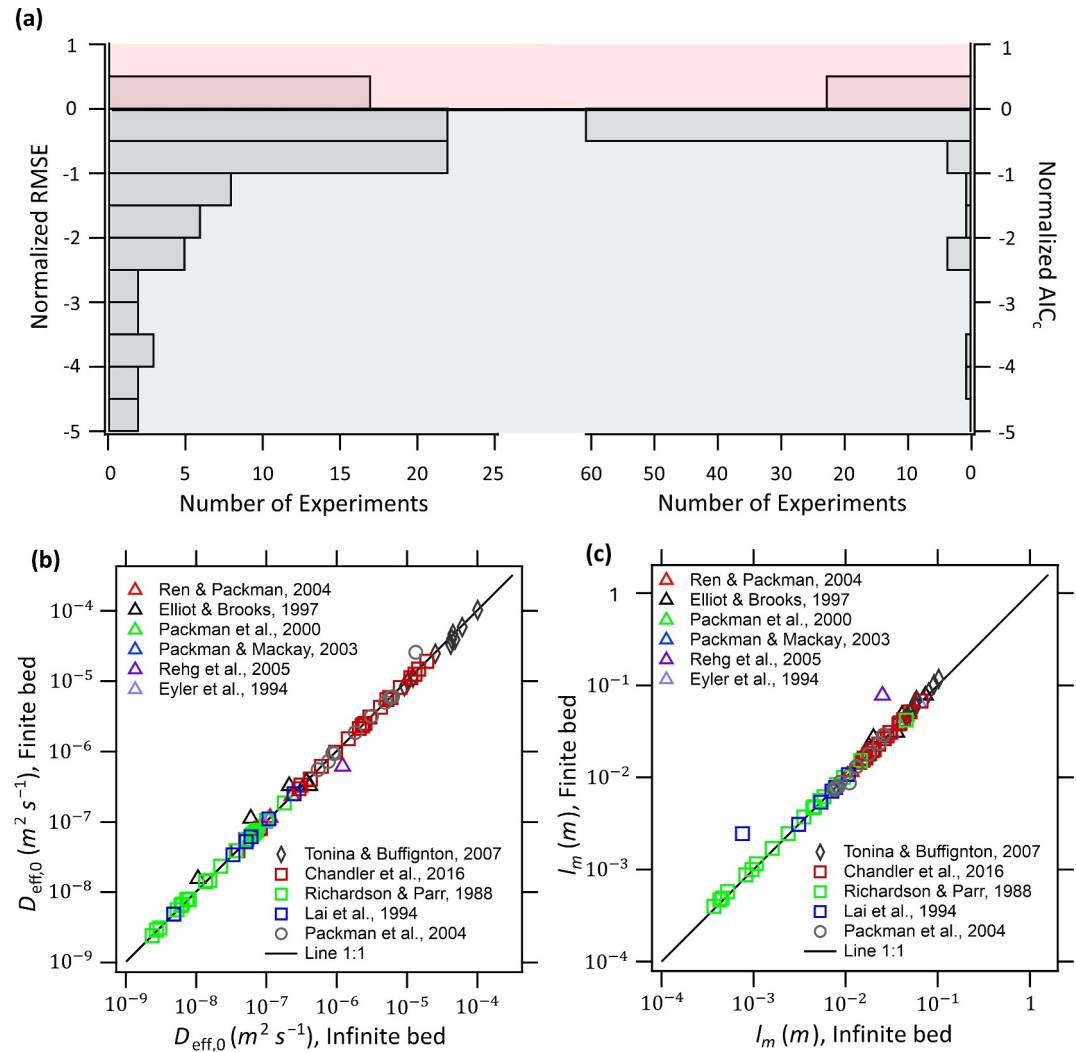 (a)
1
0
-1
-2
-3
-4
-5
Normalized RMSE
1
0
-1
-2
-3
-4
-5
Normalized AICc
0 5 10 15 20 25
60 50 40 30 20 10 0
Number of Experiments
Number of Experiments
(b)
Ren & Packman, 2004
Elliot & Brooks, 1997
Packman et al., 2000
Packman & Mackay, 2003
Rehg et al., 2005
Eyler et al., 1994
Tonina & Buffignton, 2007
Chandler et al., 2016
Richardson & Parr, 1988
Lai et al., 1994
Packman et al., 2004
Line 1:1
10⁻⁴
10⁻⁵
10⁻⁶
10⁻⁷
10⁻⁸
10⁻⁹
D_eff,0 (m² s⁻¹), Finite bed
10⁻⁹ 10⁻⁸ 10⁻⁷ 10⁻⁶ 10⁻⁵ 10⁻⁴
D_eff,0 (m² s⁻¹), Infinite bed
(c)
Ren & Packman, 2004
Elliot & Brooks, 1997
Packman et al., 2000
Packman & Mackay, 2003
Rehg et al., 2005
Eyler et al., 1994
Tonina & Buffignton, 2007
Chandler et al., 2016
Richardson & Parr, 1988
Lai et al., 1994
Packman et al., 2004
Line 1:1
1
10⁻¹
10⁻²
10⁻³
10⁻⁴
l_m (m), Finite bed
10⁻⁴ 10⁻³ 10⁻² 10⁻¹ 1
l_m (m), Infinite bed